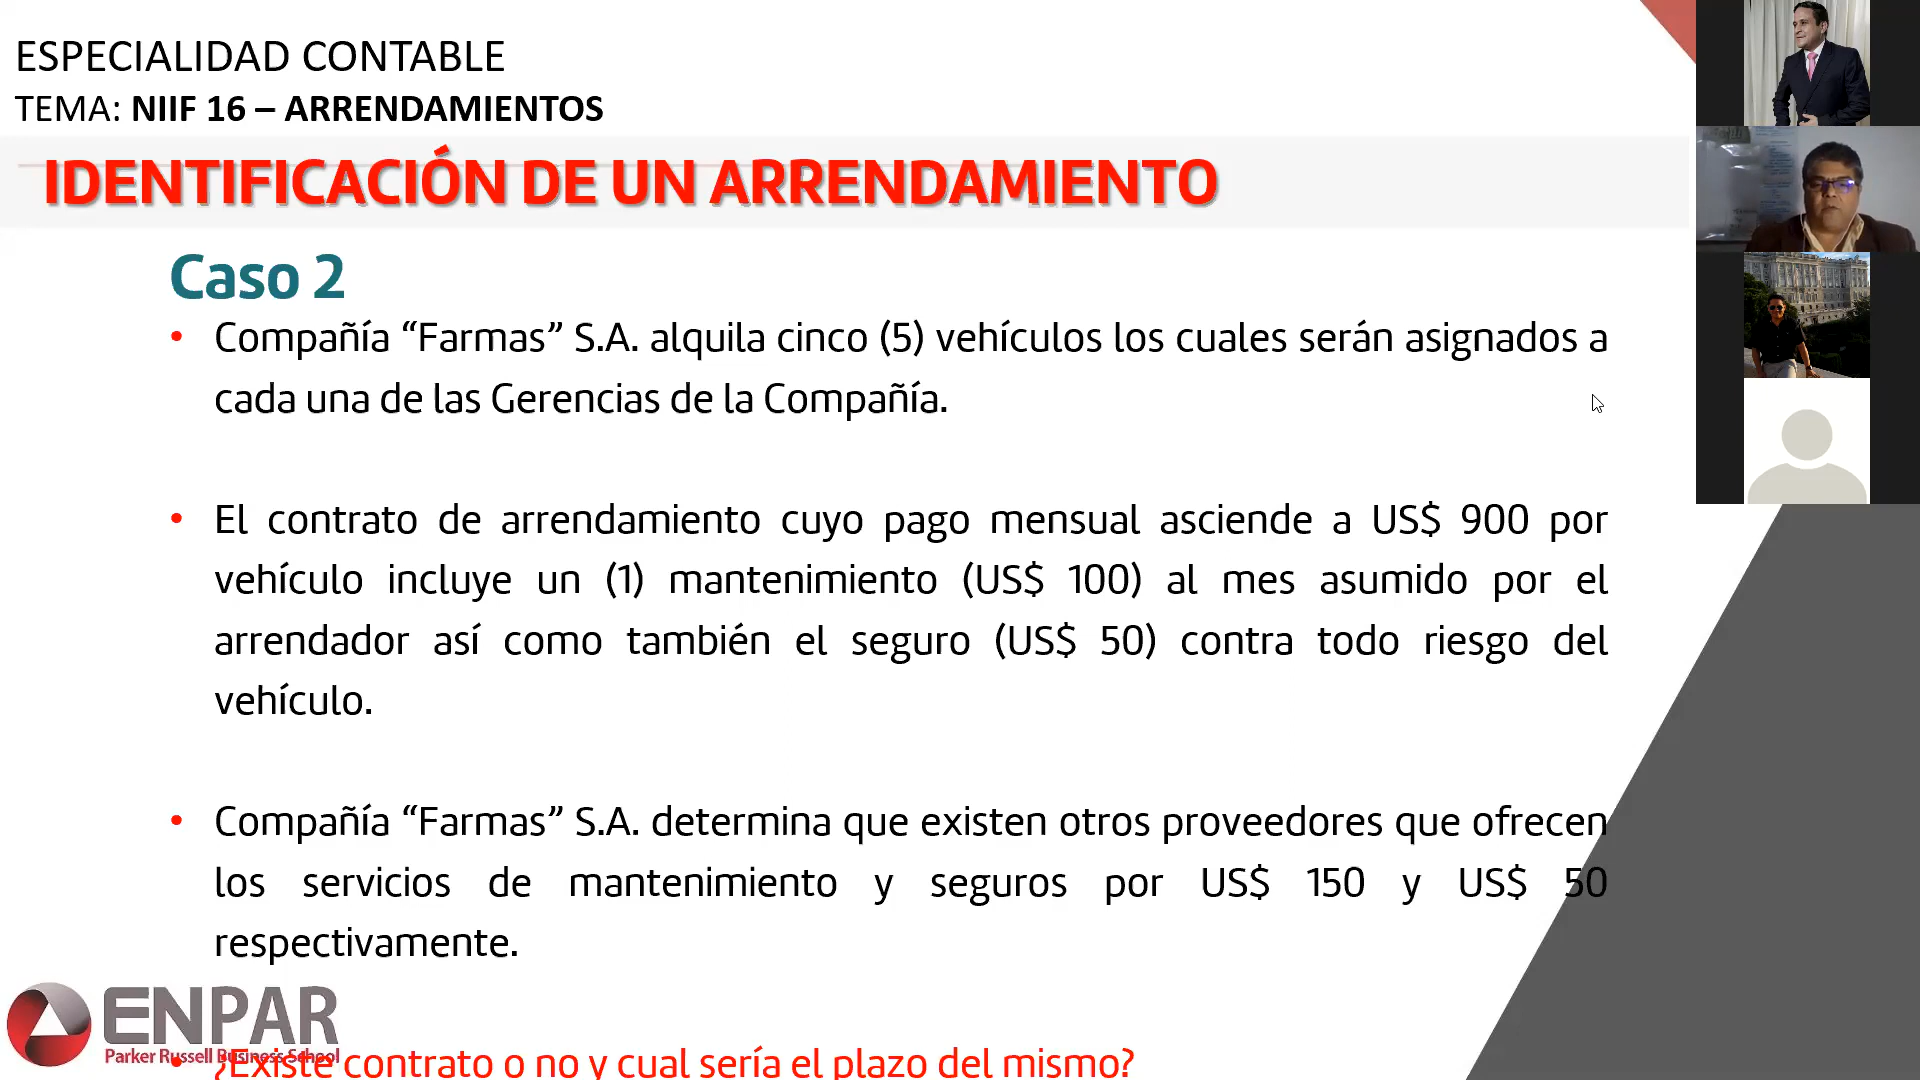 ESPECIALIDAD CONTABLE
TEMA: NIIF 16 – ARRENDAMIENTOS
IDENTIFICACIÓN DE UN ARRENDAMIENTO
Caso 2
• Compañía “Farmas” S.A. alquila cinco (5) vehículos los cuales serán asignados a
cada una de las Gerencias de la Compañía.
• El contrato de arrendamiento cuyo pago mensual asciende a US$ 900 por
vehículo incluye un (1) mantenimiento (US$ 100) al mes asumido por el
arrendador así como también el seguro (US$ 50) contra todo riesgo del
vehículo.
• Compañía “Farmas” S.A. determina que existen otros proveedores que ofrecen
los servicios de mantenimiento y seguros por US$ 150 y US$ 50
respectivamente.
ENPAR
Parker Russell Business School
• ¿Existe contrato o no y cual sería el plazo del mismo?